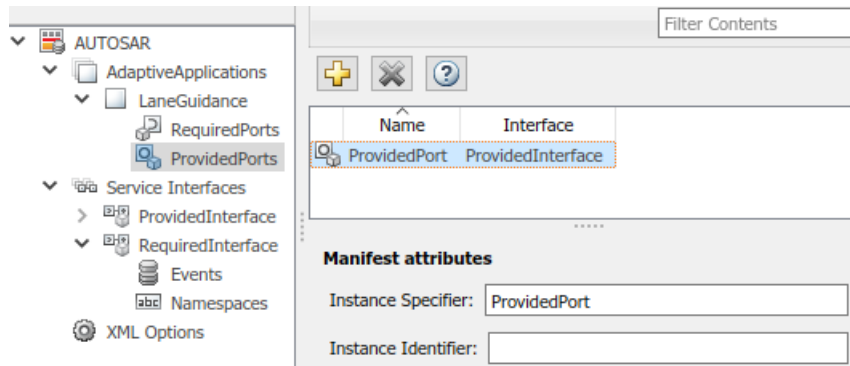 Filter Contents
AUTOSAR
AdaptiveApplications
LaneGuidance
RequiredPorts
ProvidedPorts
Service Interfaces
ProvidedInterface
RequiredInterface
Events
abc Namespaces
XML Options
?
Name Interface
ProvidedPort ProvidedInterface
Manifest attributes
Instance Specifier: ProvidedPort
Instance Identifier: